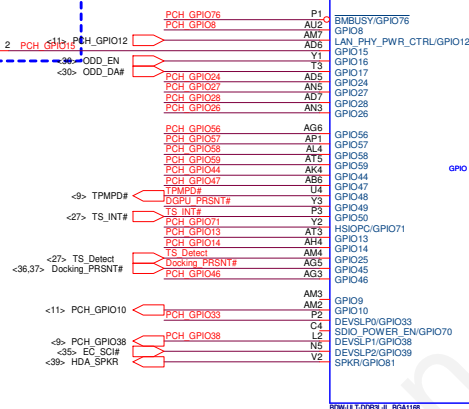 PCH_GPIO76 P1 BMBUSY/GPIO76
PCH_GPIO8 AU2 GPIO8
<11> PCH_GPIO12 AM7 LAN_PHY_PWR_CTRL/GPIO12
2 PCH_GPIO15 AD6 GPIO15
ODD_EN Y1 GPIO16
<30> ODD_DA# T3 GPIO17
PCH_GPIO24 AD5 GPIO24
PCH_GPIO27 AN5 GPIO27
PCH_GPIO28 AD7 GPIO28
PCH_GPIO26 AN3 GPIO26
PCH_GPIO56 AG6 GPIO56
PCH_GPIO57 AP1 GPIO57
PCH_GPIO58 AL4 GPIO58
PCH_GPIO59 AT5 GPIO59
PCH_GPIO44 AK4 GPIO44
GPIO
PCH_GPIO47 AB6 GPIO47
<9> TPMPD# TPMPD# U4 GPIO48
DGPU_PRSNT# Y3 GPIO49
<27> TS_INT# TS_INT# P3 GPIO50
PCH_GPIO71 Y2 HSIOPC/GPIO71
PCH_GPIO13 AT3 GPIO13
PCH_GPIO14 AH4 GPIO14
<27> TS_Detect TS_Detect AM4 GPIO25
<36,37> Docking_PRSNT# Docking_PRSNT# AG5 GPIO45
PCH_GPIO46 AG3 GPIO46
AM3 GPIO9
<11> PCH_GPIO10 AM2 GPIO10
PCH_GPIO33 P2 DEVSLP0/GPIO33
C4 SDIO_POWER_EN/GPIO70
<9> PCH_GPIO38 PCH_GPIO38 L2 DEVSLP1/GPIO38
<35> EC_SCI# N5 DEVSLP2/GPIO39
<39> HDA_SPKR V2 SPKR/GPIO81
BDW-ULT-DDR3L-IL_BGA1168